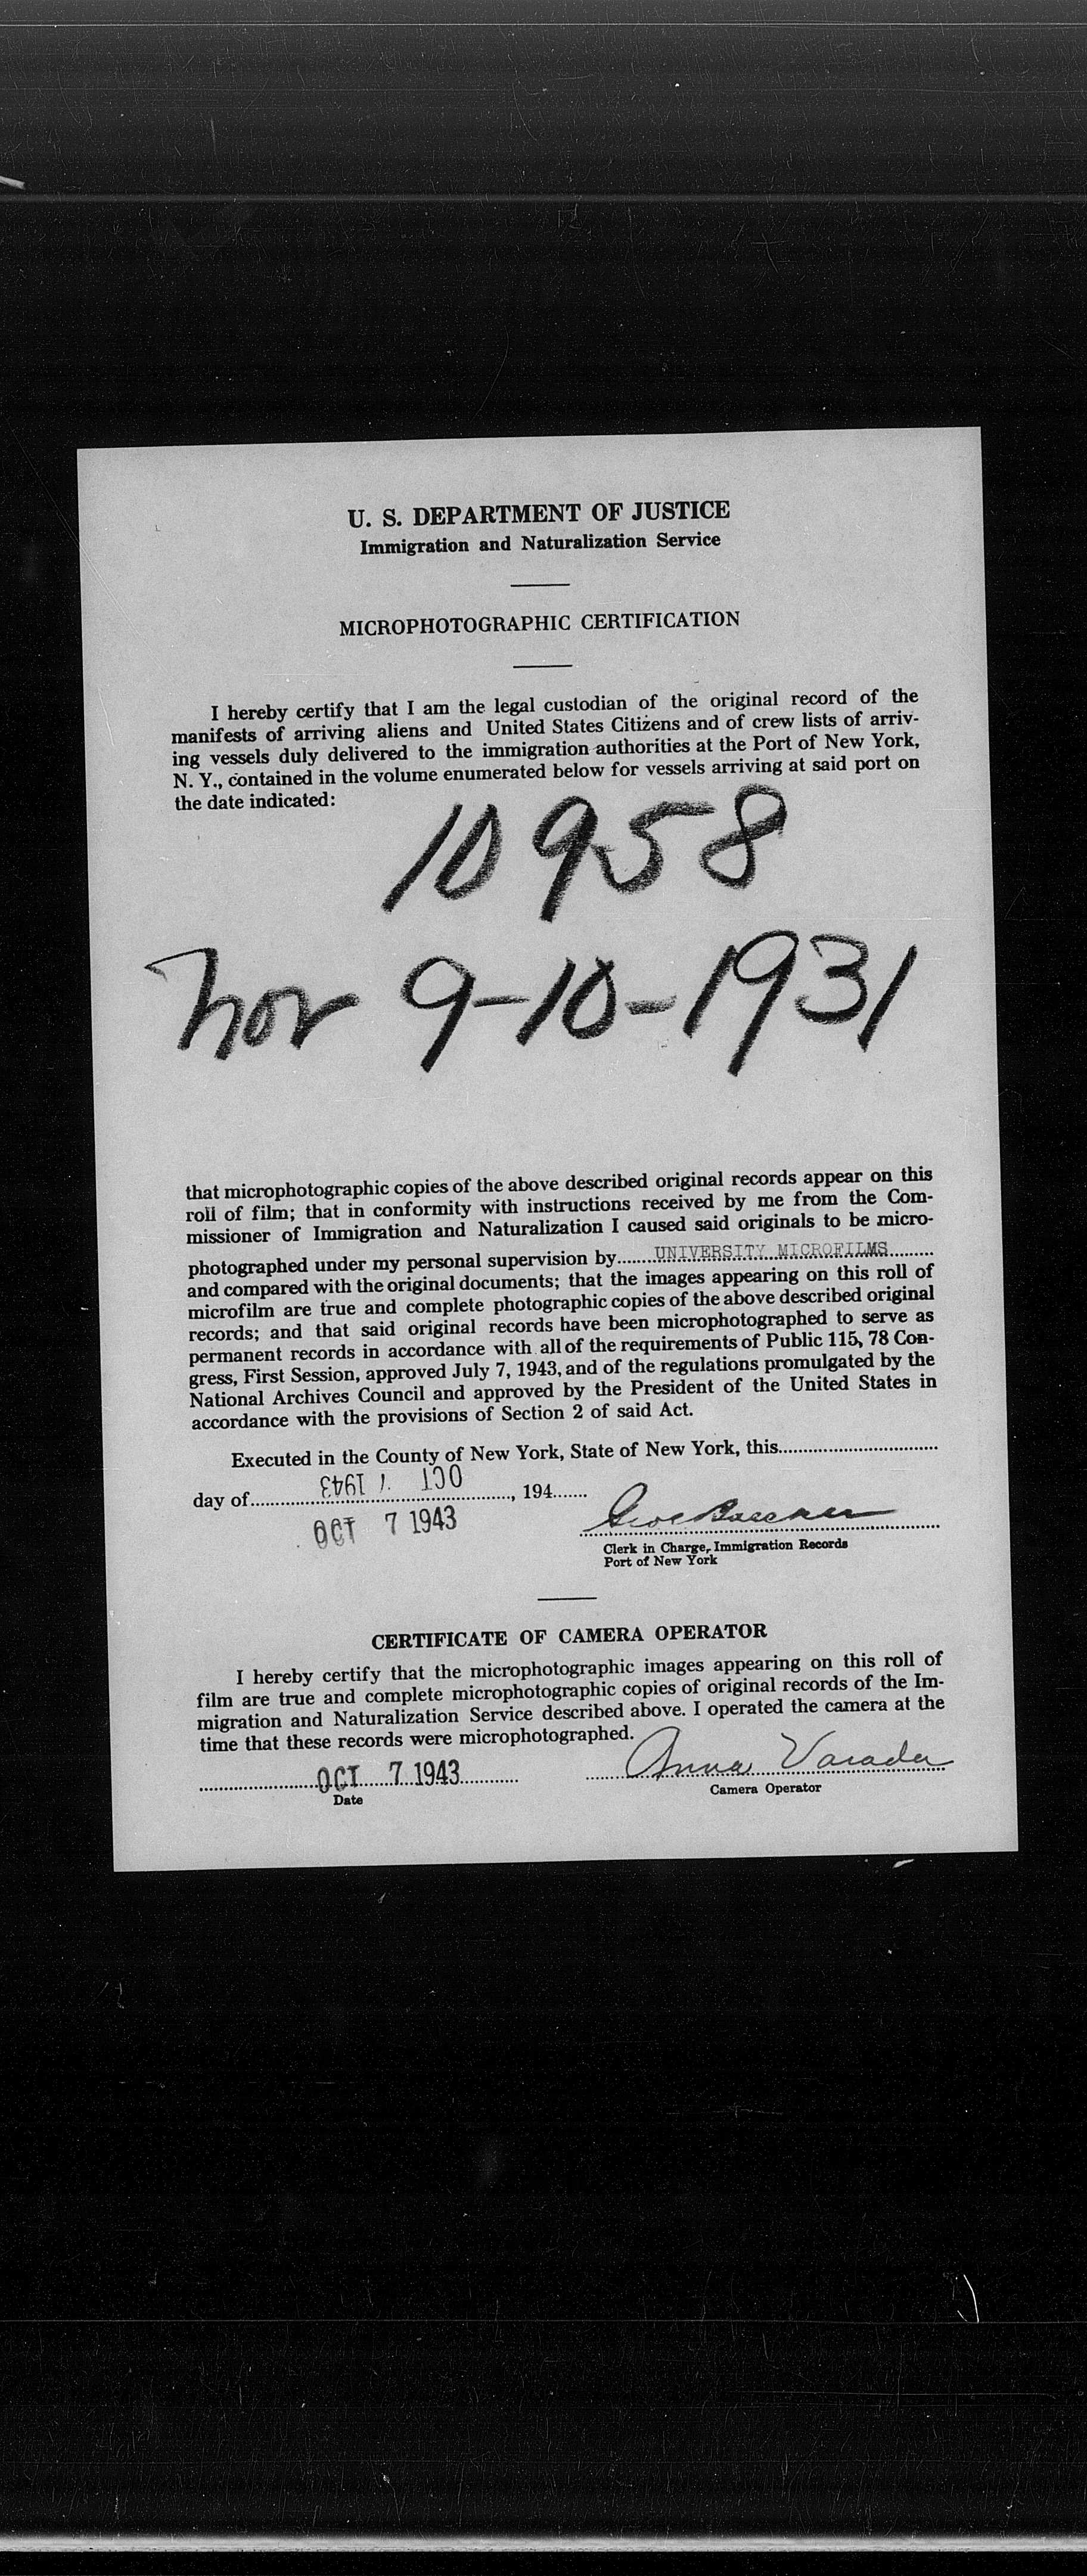 U. S. DEPARTMENT OF JUSTICE
Immigration and Naturalization Service
MICROPHOTOGRAPHIC CERTIFICATION
I hereby certify that I am the legal custodian of the original record of the
manifests of arriving aliens and United States Citizens and of crew lists of arriv-
ing vessels duly delivered to the immigration authorities at the Port of New York,
N. Y., contained in the volume enumerated below for vessels arriving at said port on
the date indicated:
10958
Nov 9-10-1931
that microphotographic copies of the above described original records appear on this
roll of film; that in conformity with instructions received by me from the Com-
missioner of Immigration and Naturalization I caused said originals to be micro-
photographed under my personal supervision by UNIVERSITY MICROFILMS
and compared with the original documents; that the images appearing on this roll of
microfilm are true and complete photographic copies of the above described original
records; and that said original records have been microphotographed to serve as
permanent records in accordance with all of the requirements of Public 115, 78 Con-
gress, First Session, approved July 7, 1943, and of the regulations promulgated by the
National Archives Council and approved by the President of the United States in
accordance with the provisions of Section 2 of said Act.
Executed in the County of New York, State of New York, this
day of OCT 7 1943, 194
OCT 7 1943
Clerk in Charge, Immigration Records
Port of New York
CERTIFICATE OF CAMERA OPERATOR
I hereby certify that the microphotographic images appearing on this roll of
film are true and complete microphotographic copies of original records of the Im-
migration and Naturalization Service described above. I operated the camera at the
time that these records were microphotographed.
OCT 7 1943 Anna Varada
Date
Camera Operator